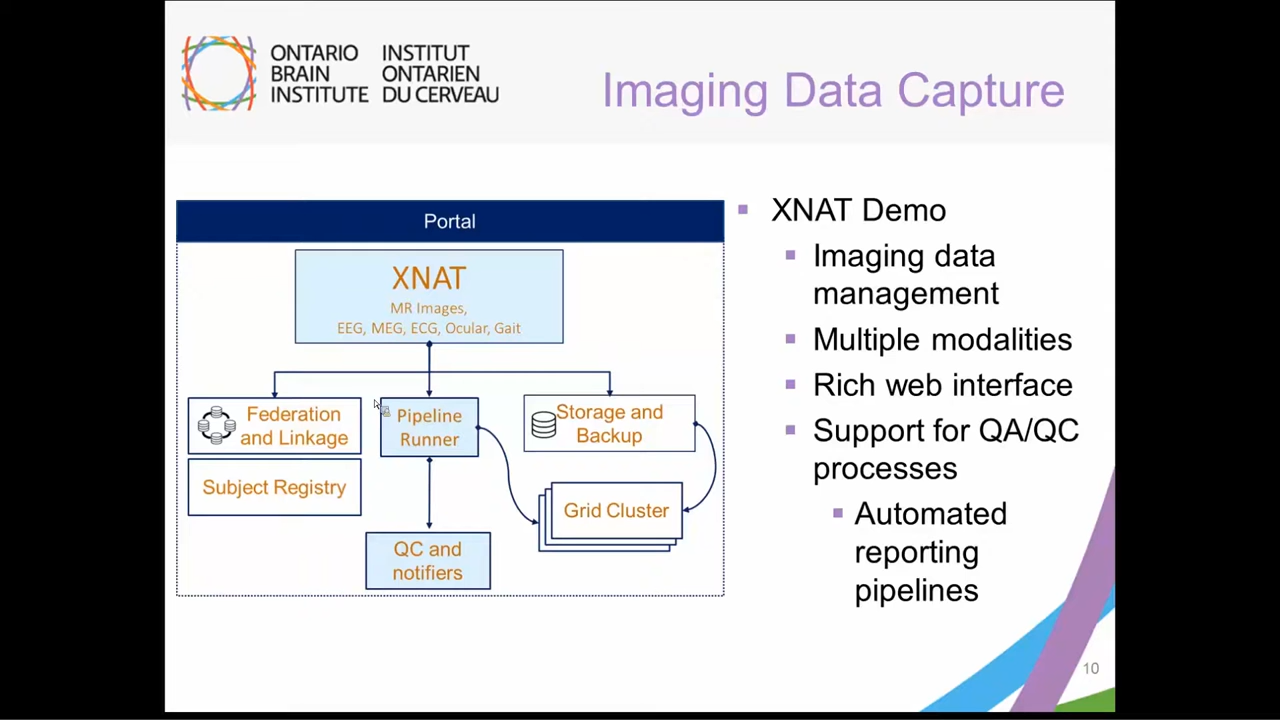 ONTARIO
BRAIN
INSTITUTE
INSTITUT
ONTARIEN
DU CERVEAU
Imaging Data Capture
Portal
XNAT
MR Images,
EEG, MEG, ECG, Ocular, Gait
Federation
and Linkage
Subject Registry
Pipeline
Runner
QC and
notifiers
Storage and
Backup
Grid Cluster
XNAT Demo
Imaging data
management
Multiple modalities
Rich web interface
Support for QA/QC
processes
Automated
reporting
pipelines
10